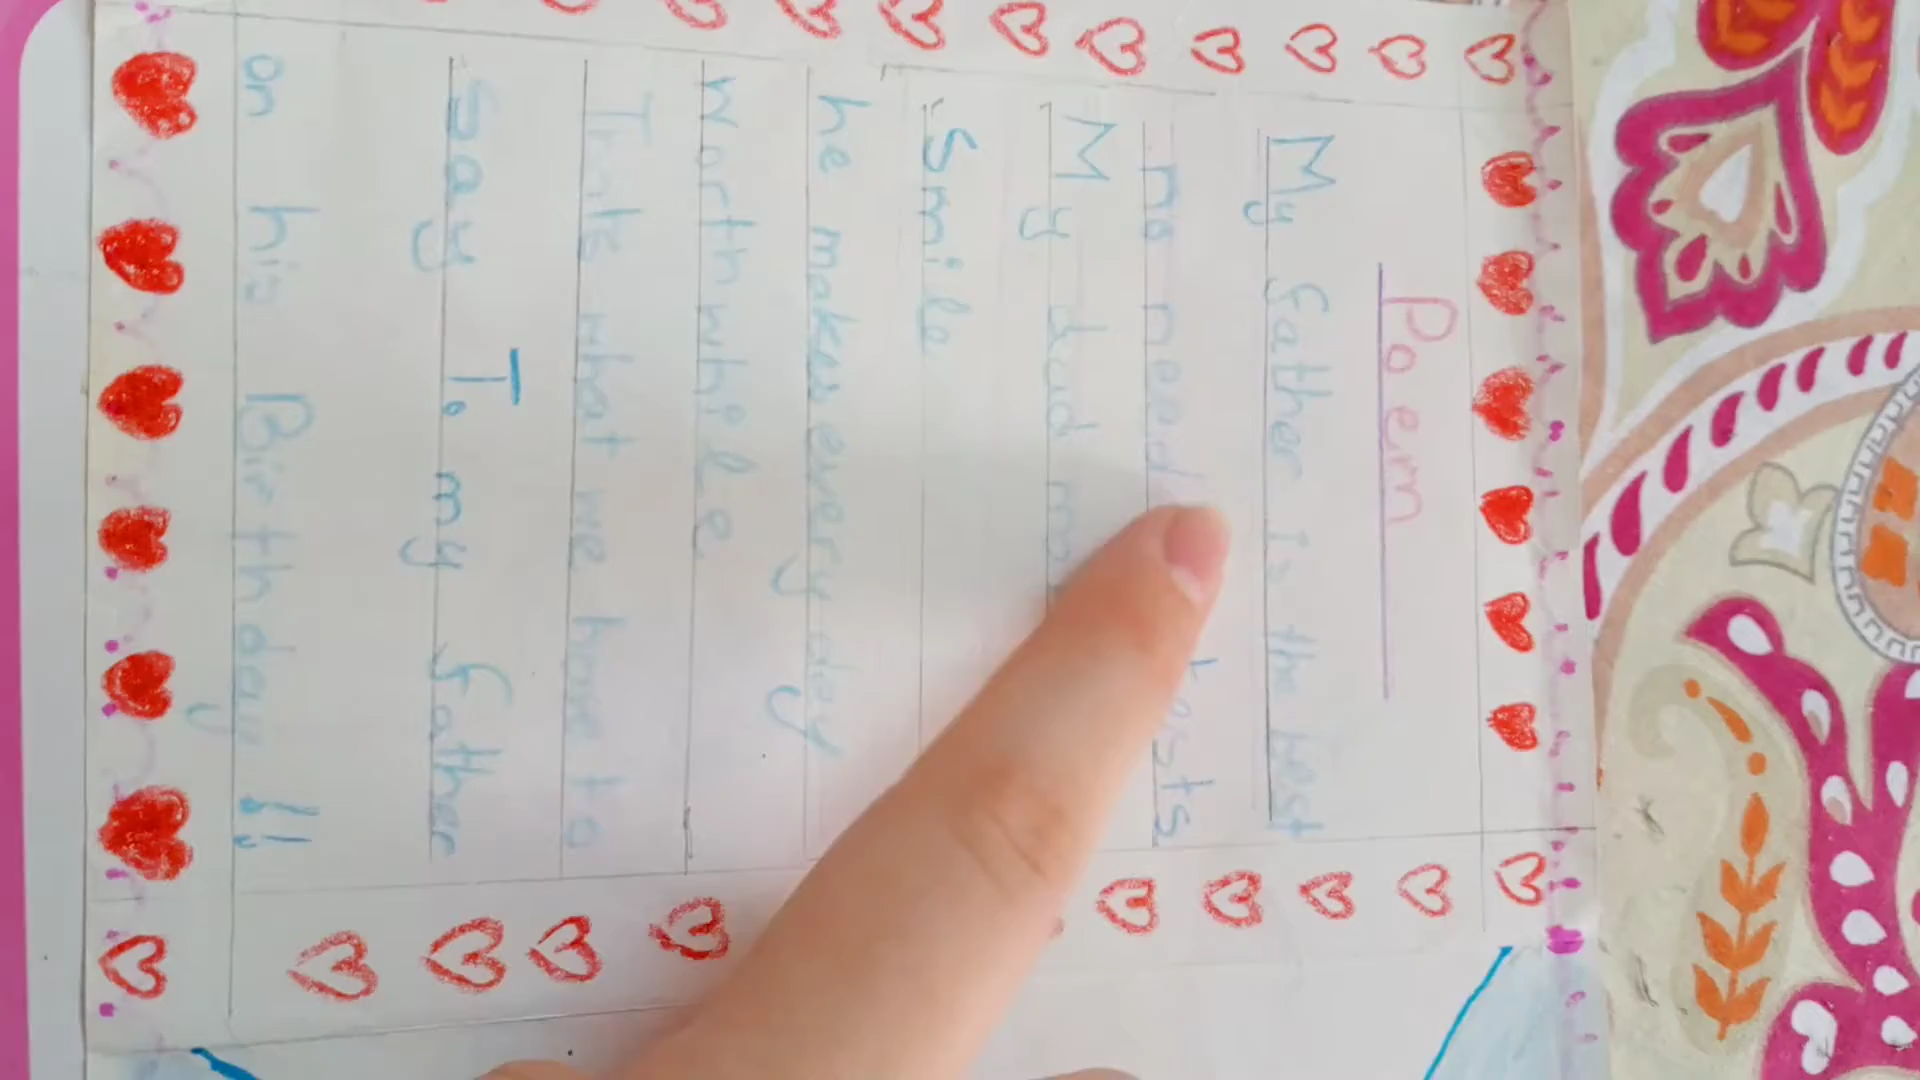 Poem
My father Is the best
no need tests
My dad
Smile
he makes every day
worthwhile
That's what we have to
Say To my father
on his Birthday !!